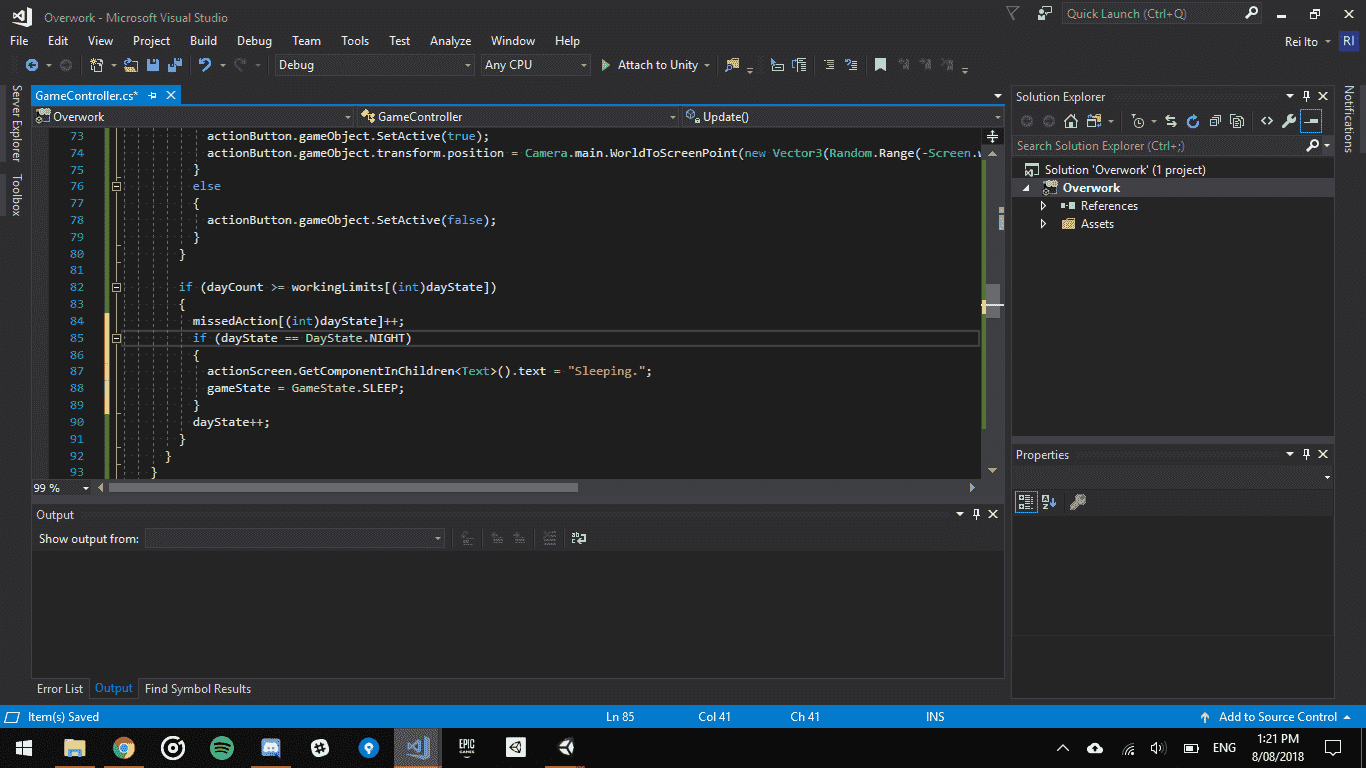 Overwork - Microsoft Visual Studio
Quick Launch (Ctrl+Q)
File Edit View Project Build Debug Team Tools Test Analyze Window Help
Rei Ito RI
Debug Any CPU Attach to Unity
Server Explorer
Toolbox
GameController.cs*
Overwork GameController Update()
73 actionButton.gameObject.SetActive(true);
74 actionButton.gameObject.transform.position = Camera.main.WorldToScreenPoint(new Vector3(Random.Range(-Screen.
75 }
76 else
77 {
78 actionButton.gameObject.SetActive(false);
79 }
80 }
81
82 if (dayCount >= workingLimits[(int)dayState])
83 {
84 missedAction[(int)dayState]++;
85 if (dayState == DayState.NIGHT)
86 {
87 actionScreen.GetComponentInChildren<Text>().text = "Sleeping.";
88 gameState = GameState.SLEEP;
89 }
90 dayState++;
91 }
92 }
93 }
99 %
Output
Show output from:
Error List Output Find Symbol Results
Solution Explorer
Search Solution Explorer (Ctrl+;)
Solution 'Overwork' (1 project)
Overwork
References
Assets
Properties
Notifications
Item(s) Saved Ln 85 Col 41 Ch 41 INS Add to Source Control
EPIC
GAMES
ENG
1:21 PM
8/08/2018